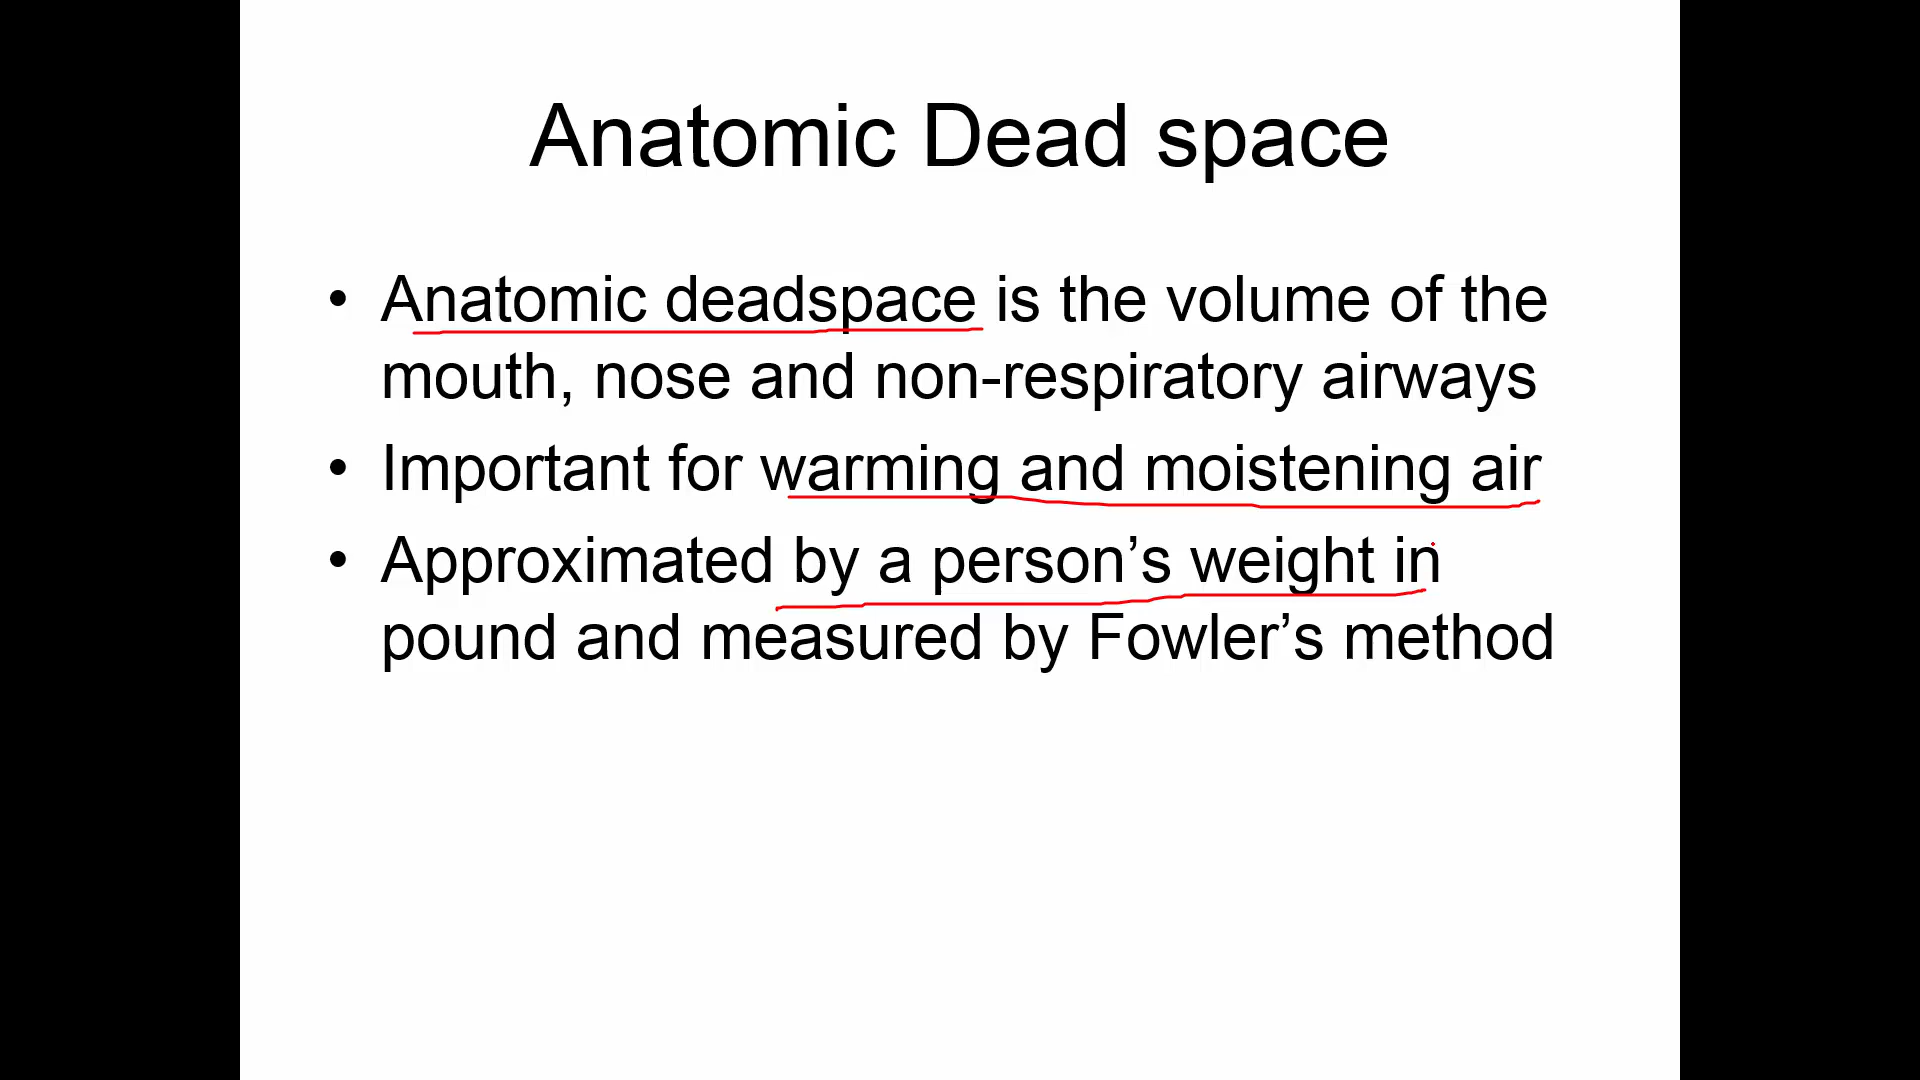 Anatomic Dead space
• Anatomic deadspace is the volume of the
mouth, nose and non-respiratory airways
• Important for warming and moistening air
• Approximated by a person’s weight in
pound and measured by Fowler’s method